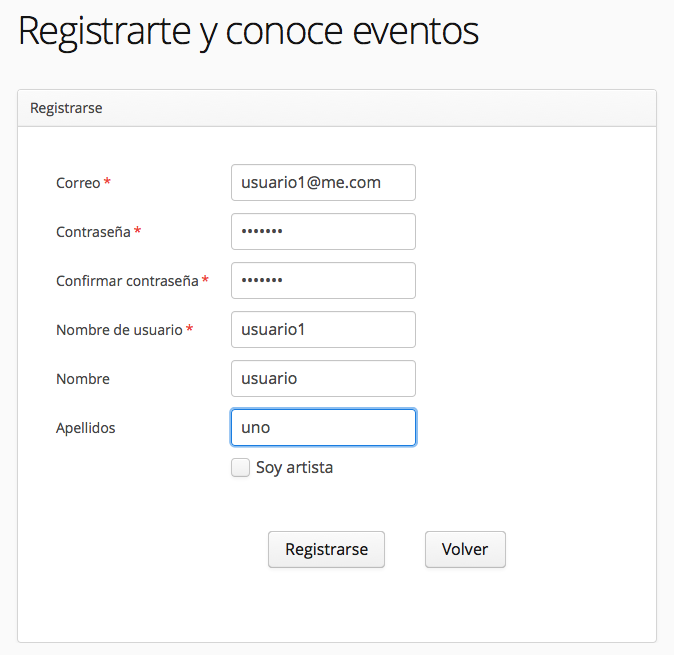 Registrarte y conoce eventos
Registrarse
Correo * usuario1@me.com
Contraseña * •••••••
Confirmar contraseña * •••••••
Nombre de usuario * usuario1
Nombre usuario
Apellidos uno
Soy artista
Registrarse Volver